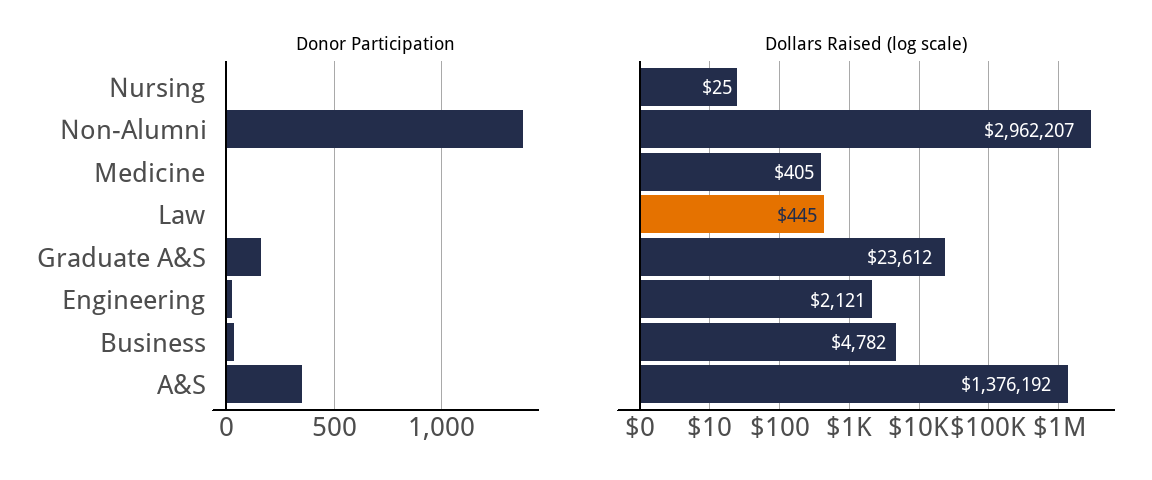 Donor Participation
Dollars Raised (log scale)
Nursing
$25
Non-Alumni
$2,962,207
Medicine
$405
Law
$445
Graduate A&S
$23,612
Engineering
$2,121
Business
$4,782
A&S
$1,376,192
0 500 1,000
$0 $10 $100 $1K $10K $100K $1M